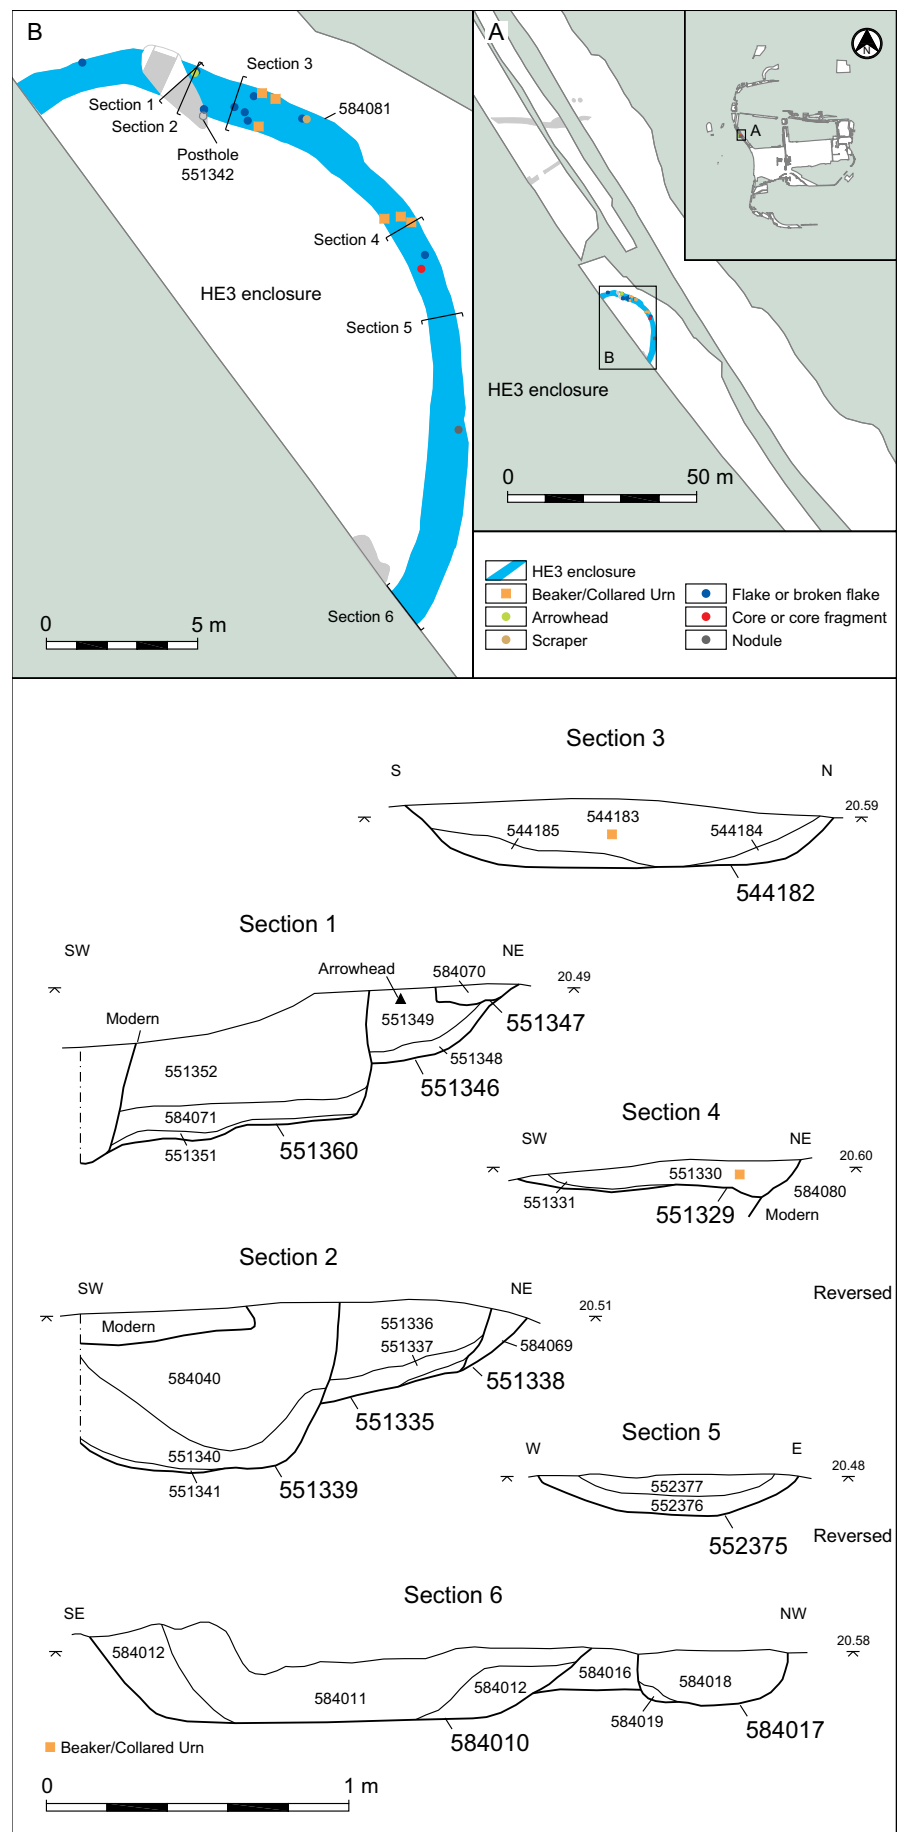 B
Section 3
584081
Section 1
Section 2
Posthole
551342
Section 4
HE3 enclosure
Section 5
Section 6
0 5 m
A
N
A
B
HE3 enclosure
0 50 m
HE3 enclosure
Beaker/Collared Urn
Arrowhead
Scraper
Flake or broken flake
Core or core fragment
Nodule
Section 3
S N
20.59
544183
544185 544184
544182
Section 1
SW NE
Arrowhead 584070
20.49
Modern
551349 551347
551348
551352
551346
584071
551351 551360
Section 4
SW NE
20.60
551330
551331 584080
551329
Modern
Reversed
Section 2
SW NE
20.51
Modern
551336
551337
584069
584040
551338
551335
551340
551341 551339
Section 5
W E
20.48
552377
552376
552375
Reversed
Section 6
SE NW
20.58
584012
584016
584018
584012
584011
584019
584010 584017
Beaker/Collared Urn
0 1 m